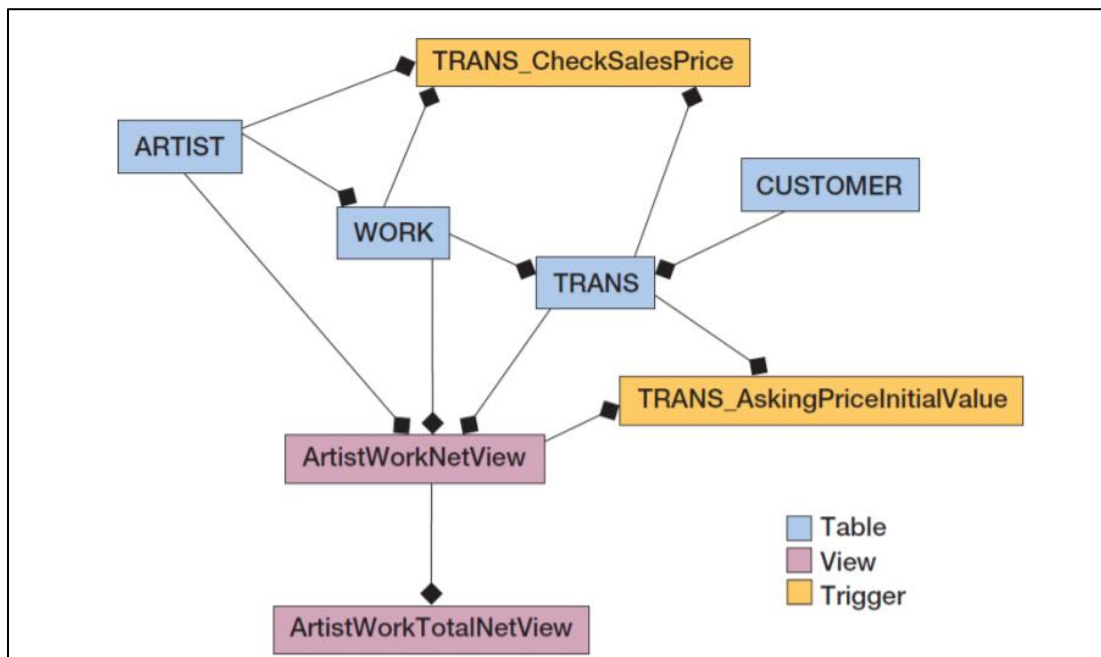 TRANS_CheckSalesPrice
ARTIST
CUSTOMER
WORK
TRANS
TRANS_AskingPriceInitialValue
ArtistWorkNetView
Table
View
Trigger
ArtistWorkTotalNetView